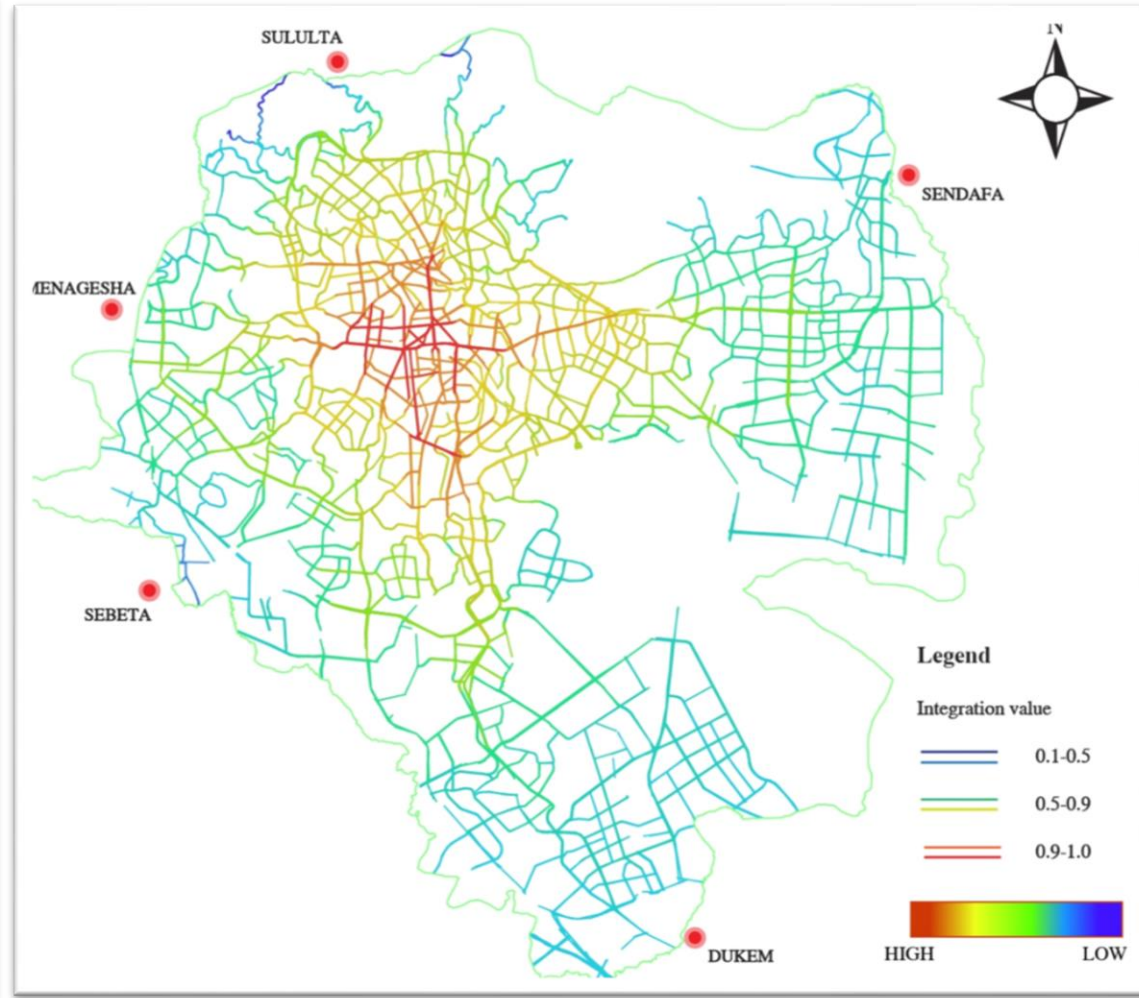 N
SULULTA
SENDAFA
MENAGESHA
SEBETA
Legend
Integration value
0.1-0.5
0.5-0.9
0.9-1.0
HIGH LOW
DUKEM